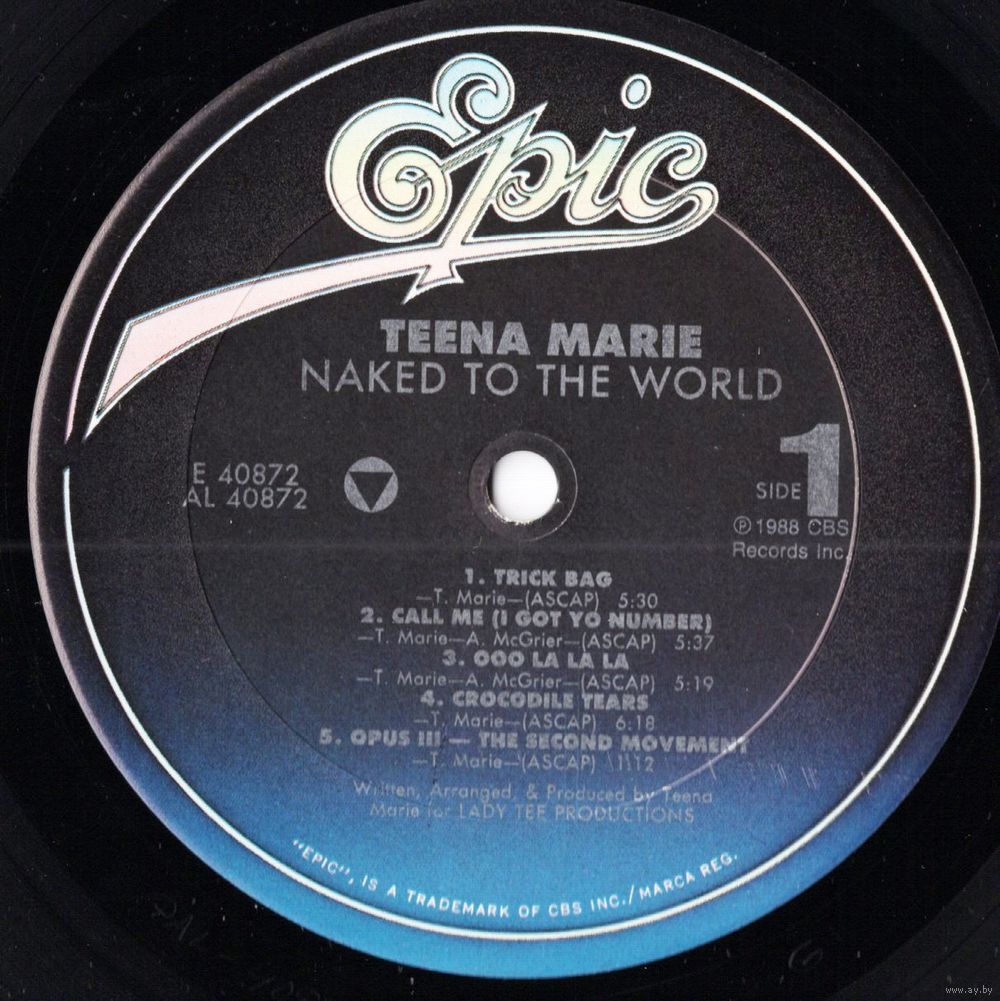 Epic
TEENA MARIE
NAKED TO THE WORLD
E 40872
AL 40872
SIDE 1
Ⓟ 1988 CBS
Records Inc.
1. TRICK BAG
—T. Marie—(ASCAP) 5:30
2. CALL ME (I GOT YO NUMBER)
—T. Marie—A. McGrier—(ASCAP) 5:37
3. OOO LA LA LA
—T. Marie—A. McGrier—(ASCAP) 5:19
4. CROCODILE TEARS
—T. Marie—(ASCAP) 6:18
5. OPUS III — THE SECOND MOVEMENT
—T. Marie—(ASCAP) 1:12
Written, Arranged, & Produced by Teena
Marie for LADY TEE PRODUCTIONS
"EPIC", IS A TRADEMARK OF CBS INC./MARCA REG.
www.ay.by